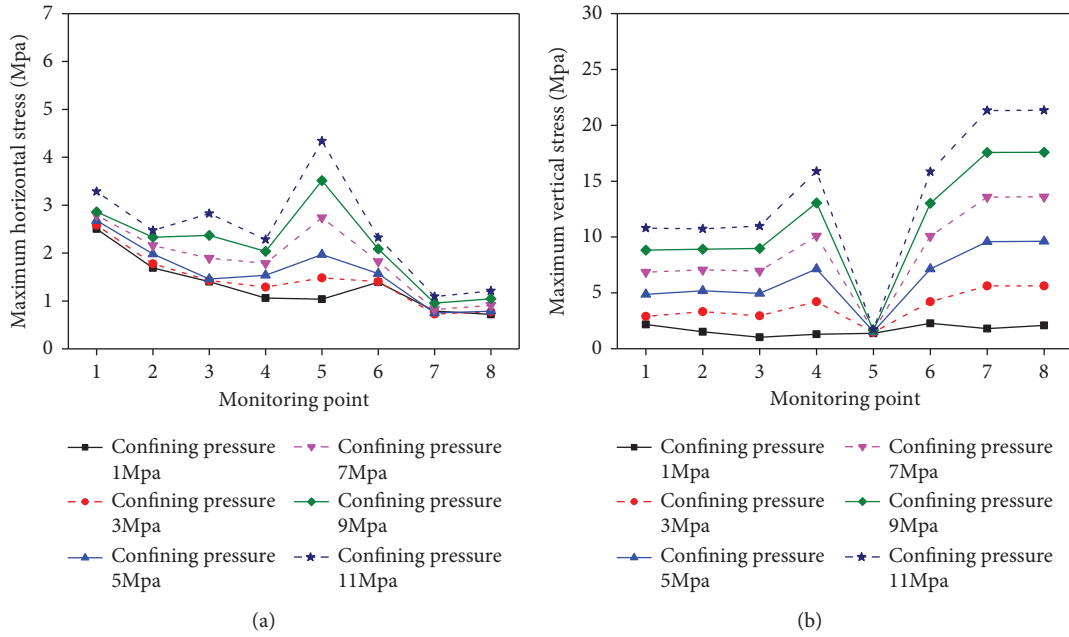 7
6
5
4
3
2
1
0
Maximum horizontal stress (Mpa)
1 2 3 4 5 6 7 8
Monitoring point
Confining pressure
1Mpa
Confining pressure
3Mpa
Confining pressure
5Mpa
Confining pressure
7Mpa
Confining pressure
9Mpa
Confining pressure
11Mpa
(a)
30
25
20
15
10
5
0
Maximum vertical stress (Mpa)
1 2 3 4 5 6 7 8
Monitoring point
Confining pressure
1Mpa
Confining pressure
3Mpa
Confining pressure
5Mpa
Confining pressure
7Mpa
Confining pressure
9Mpa
Confining pressure
11Mpa
(b)